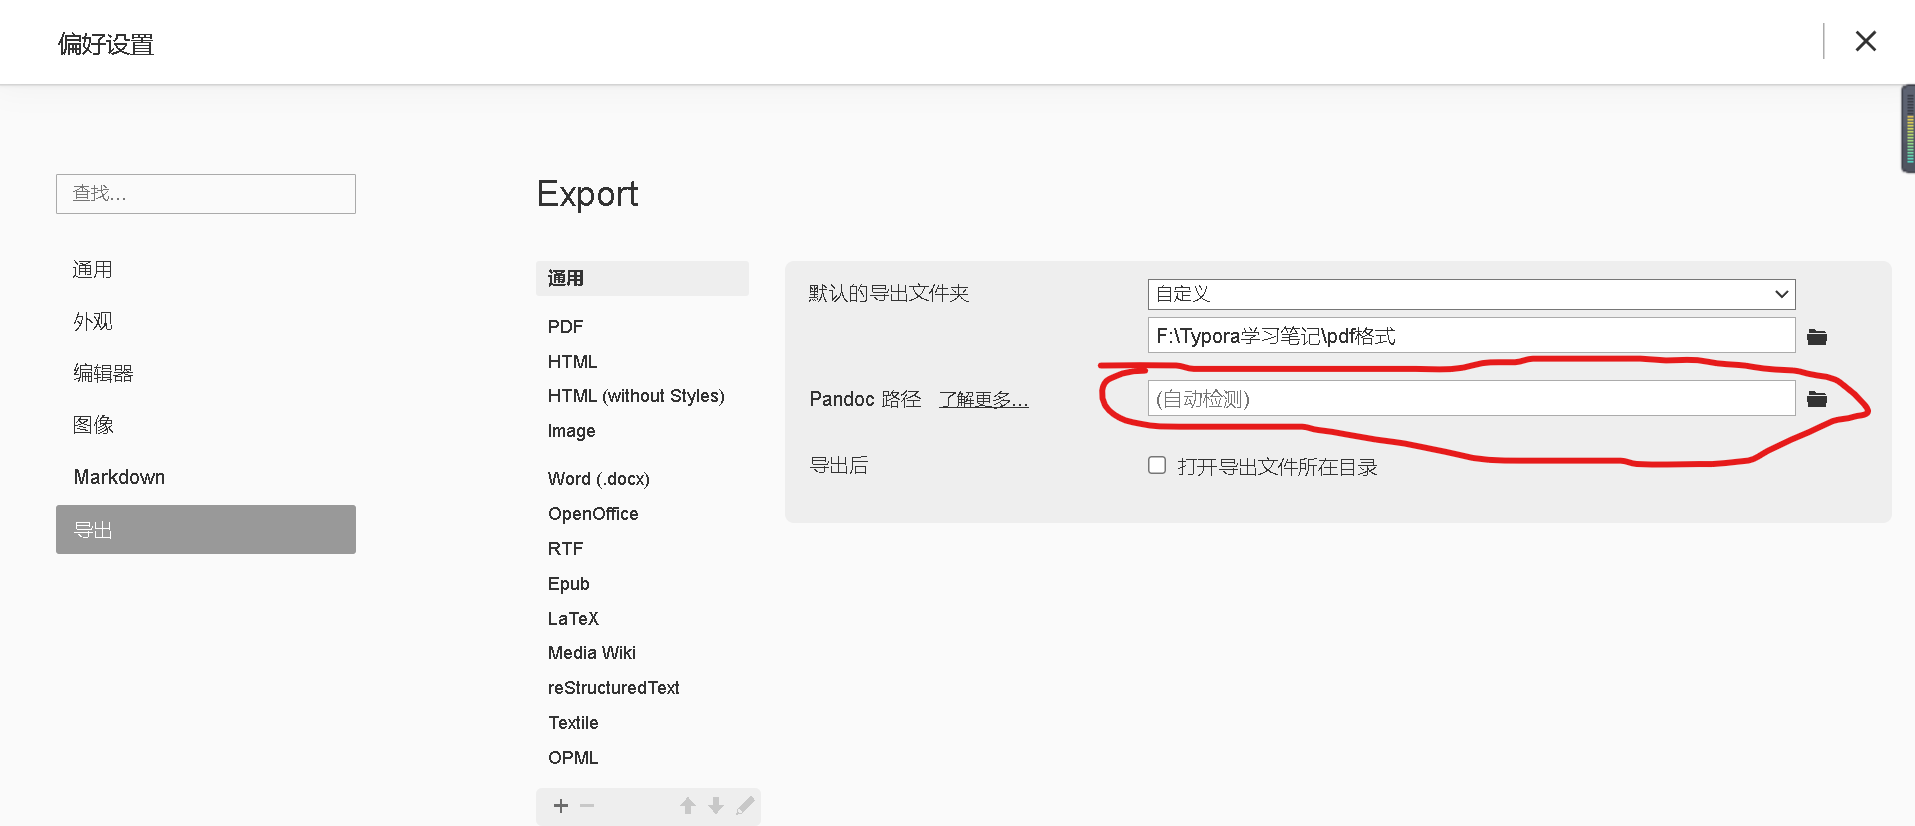 偏好设置
查找...
通用
外观
编辑器
图像
Markdown
导出
Export
通用
PDF
HTML
HTML (without Styles)
Image
Word (.docx)
OpenOffice
RTF
Epub
LaTeX
Media Wiki
reStructuredText
Textile
OPML
默认的导出文件夹
自定义
F:\Typora学习笔记\pdf格式
Pandoc 路径 了解更多...
(自动检测)
导出后
打开导出文件所在目录